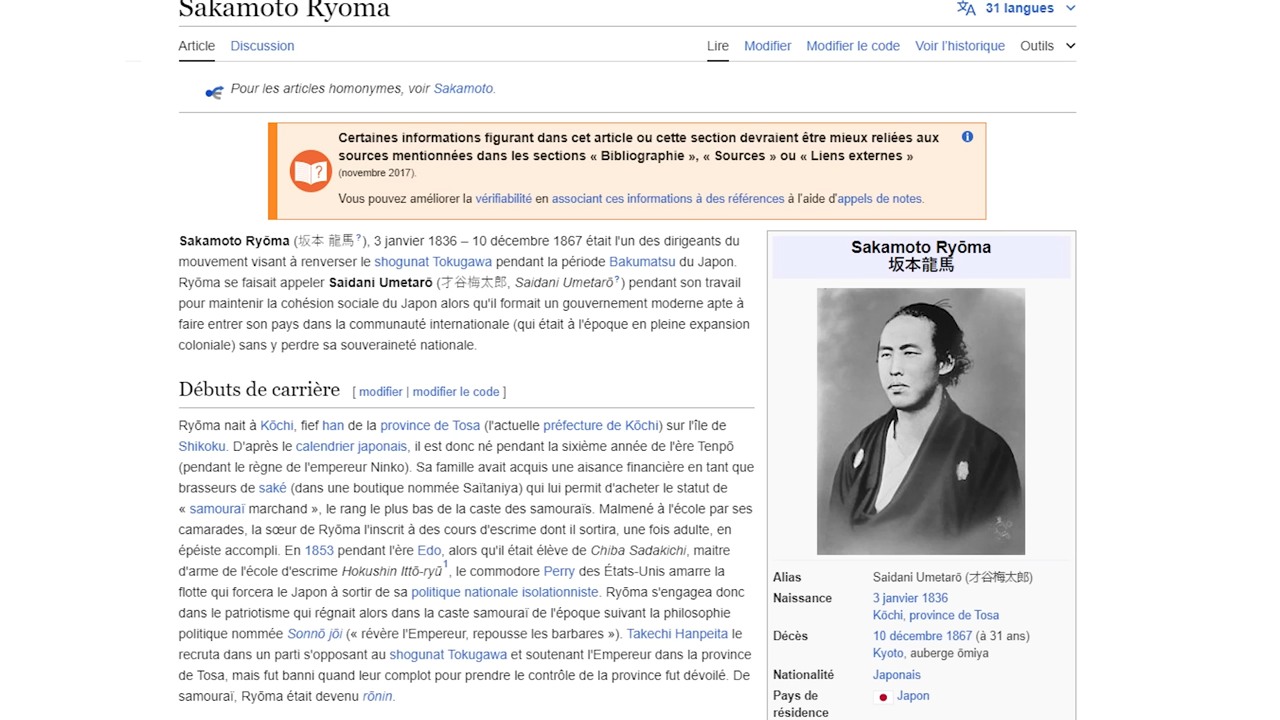 Sakamoto Ryōma
31 langues
Article Discussion Lire Modifier Modifier le code Voir l'historique Outils
Pour les articles homonymes, voir Sakamoto.
Certaines informations figurant dans cet article ou cette section devraient être mieux reliées aux
sources mentionnées dans les sections « Bibliographie », « Sources » ou « Liens externes »
(novembre 2017).
Vous pouvez améliorer la vérifiabilité en associant ces informations à des références à l'aide d'appels de notes.
Sakamoto Ryōma (坂本 龍馬?), 3 janvier 1836 – 10 décembre 1867 était l'un des dirigeants du
mouvement visant à renverser le shogunat Tokugawa pendant la période Bakumatsu du Japon.
Ryōma se faisait appeler Saidani Umetarō (才谷梅太郎, Saidani Umetarō?) pendant son travail
pour maintenir la cohésion sociale du Japon alors qu'il formait un gouvernement moderne apte à
faire entrer son pays dans la communauté internationale (qui était à l'époque en pleine expansion
coloniale) sans y perdre sa souveraineté nationale.
Débuts de carrière [ modifier | modifier le code ]
Ryōma nait à Kōchi, fief han de la province de Tosa (l'actuelle préfecture de Kōchi) sur l'île de
Shikoku. D'après le calendrier japonais, il est donc né pendant la sixième année de l'ère Tenpō
(pendant le règne de l'empereur Ninko). Sa famille avait acquis une aisance financière en tant que
brasseurs de saké (dans une boutique nommée Saïtaniya) qui lui permit d'acheter le statut de
« samouraï marchand », le rang le plus bas de la caste des samouraïs. Malmené à l'école par ses
camarades, la sœur de Ryōma l'inscrit à des cours d'escrime dont il sortira, une fois adulte, en
épéiste accompli. En 1853 pendant l'ère Edo, alors qu'il était élève de Chiba Sadakichi, maitre
d'arme de l'école d'escrime Hokushin Ittō-ryū1, le commodore Perry des États-Unis amarre la
flotte qui forcera le Japon à sortir de sa politique nationale isolationniste. Ryōma s'engagea donc
dans le patriotisme qui régnait alors dans la caste samouraï de l'époque suivant la philosophie
politique nommée Sonnō jōi (« révère l'Empereur, repousse les barbares »). Takechi Hanpeita le
recruta dans un parti s'opposant au shogunat Tokugawa et soutenant l'Empereur dans la province
de Tosa, mais fut banni quand leur complot pour prendre le contrôle de la province fut dévoilé. De
samouraï, Ryōma était devenu rōnin.
Sakamoto Ryōma
坂本龍馬
Alias Saidani Umetarō (才谷梅太郎)
Naissance 3 janvier 1836
Kōchi, province de Tosa
Décès 10 décembre 1867 (à 31 ans)
Kyoto, auberge ōmiya
Nationalité Japonais
Pays de Japon
résidence